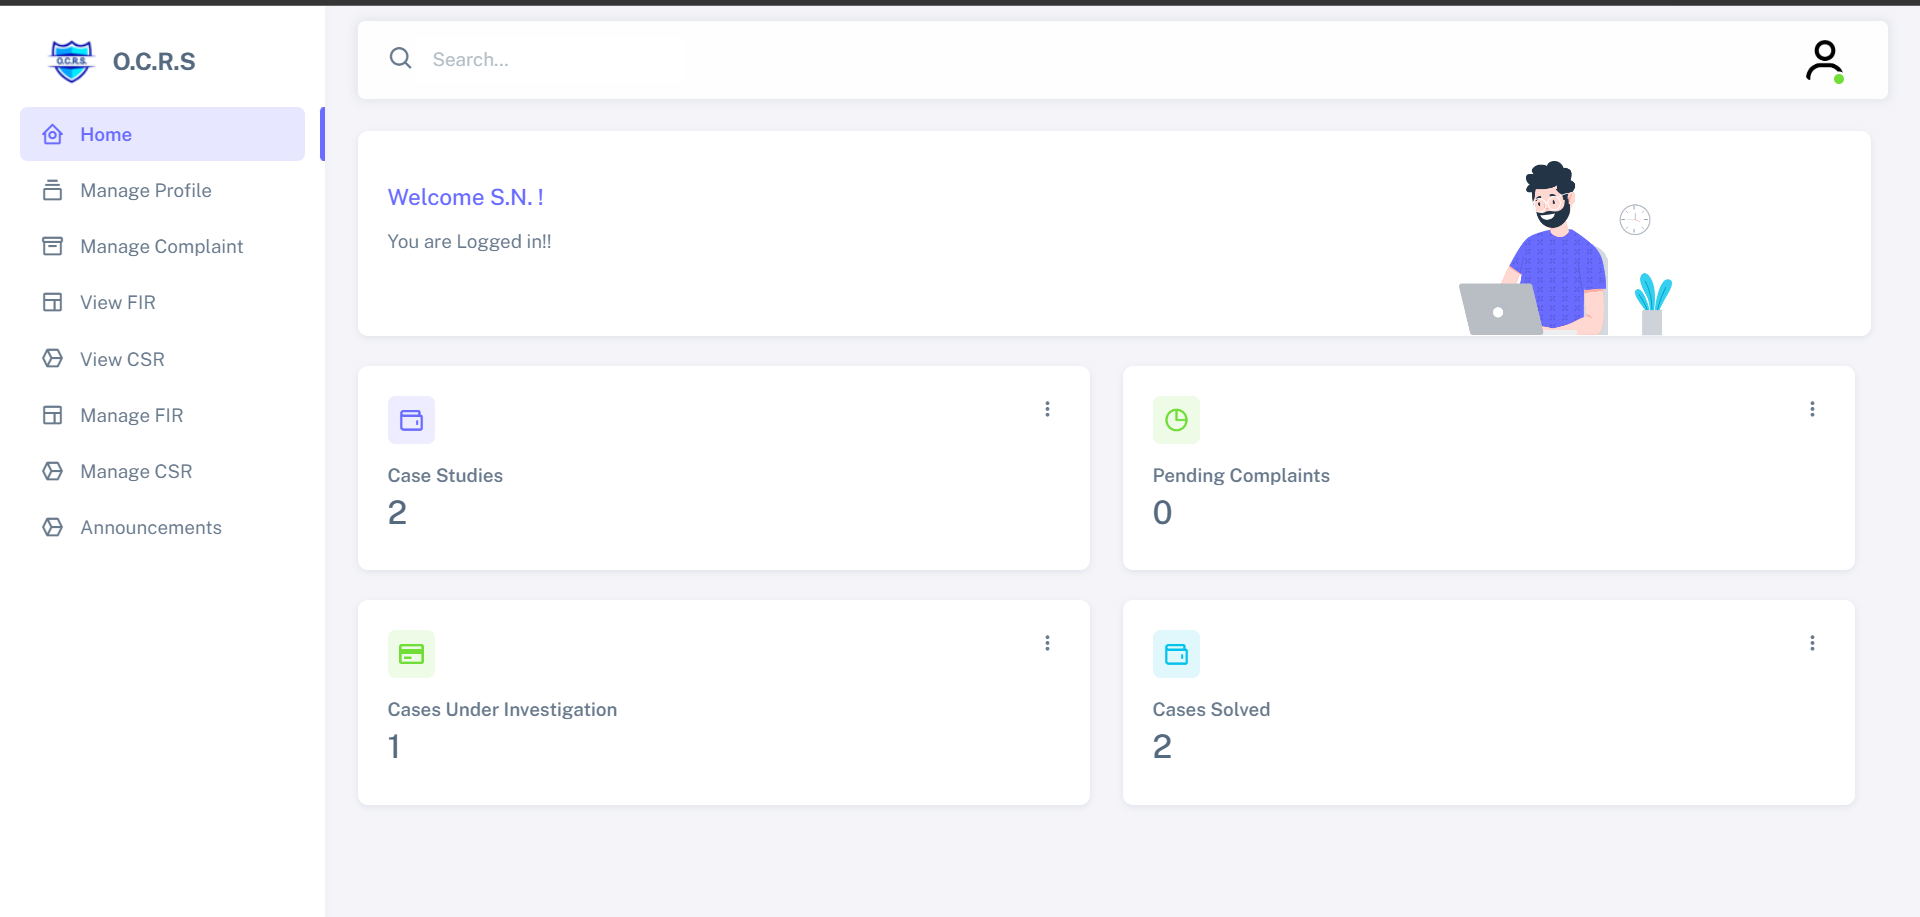 O.C.R.S.
O.C.R.S
Home
Manage Profile
Manage Complaint
View FIR
View CSR
Manage FIR
Manage CSR
Announcements
Search...
Welcome S.N. !
You are Logged in!!
Case Studies
2
Pending Complaints
0
Cases Under Investigation
1
Cases Solved
2